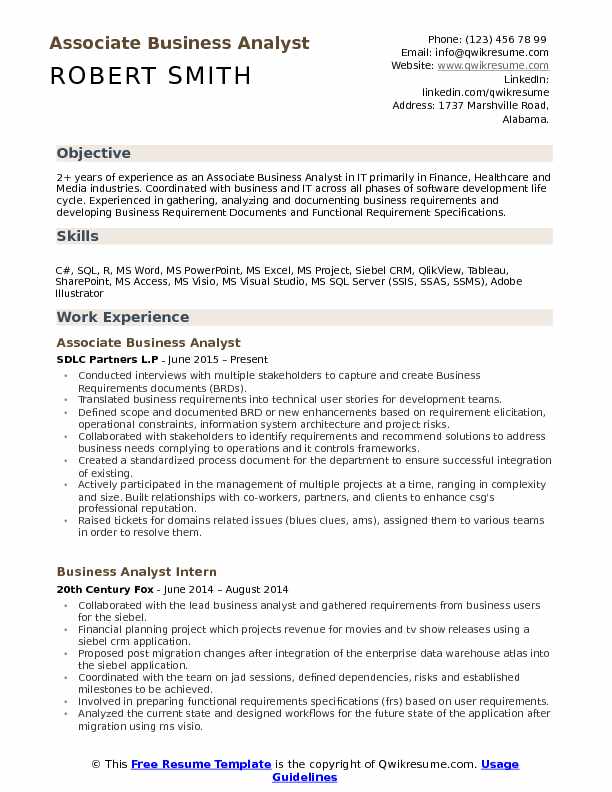 Associate Business Analyst
ROBERT SMITH
Phone: (123) 456 78 99
Email: info@qwikresume.com
Website: www.qwikresume.com
LinkedIn:
linkedin.com/qwikresume
Address: 1737 Marshville Road,
Alabama.
Objective
2+ years of experience as an Associate Business Analyst in IT primarily in Finance, Healthcare and
Media industries. Coordinated with business and IT across all phases of software development life
cycle. Experienced in gathering, analyzing and documenting business requirements and
developing Business Requirement Documents and Functional Requirement Specifications.
Skills
C#, SQL, R, MS Word, MS PowerPoint, MS Excel, MS Project, Siebel CRM, QlikView, Tableau,
SharePoint, MS Access, MS Visio, MS Visual Studio, MS SQL Server (SSIS, SSAS, SSMS), Adobe
Illustrator
Work Experience
Associate Business Analyst
SDLC Partners L.P - June 2015 – Present
• Conducted interviews with multiple stakeholders to capture and create Business
Requirements documents (BRDs).
• Translated business requirements into technical user stories for development teams.
• Defined scope and documented BRD or new enhancements based on requirement elicitation,
operational constraints, information system architecture and project risks.
• Collaborated with stakeholders to identify requirements and recommend solutions to address
business needs complying to operations and it controls frameworks.
• Created a standardized process document for the department to ensure successful integration
of existing.
• Actively participated in the management of multiple projects at a time, ranging in complexity
and size. Built relationships with co-workers, partners, and clients to enhance csg's
professional reputation.
• Raised tickets for domains related issues (blues clues, ams), assigned them to various teams
in order to resolve them.
Business Analyst Intern
20th Century Fox - June 2014 – August 2014
• Collaborated with the lead business analyst and gathered requirements from business users
for the siebel.
• Financial planning project which projects revenue for movies and tv show releases using a
siebel crm application.
• Proposed post migration changes after integration of the enterprise data warehouse atlas into
the siebel application.
• Coordinated with the team on jad sessions, defined dependencies, risks and established
milestones to be achieved.
• Involved in preparing functional requirements specifications (frs) based on user requirements.
• Analyzed the current state and designed workflows for the future state of the application after
migration using ms visio.
© This Free Resume Template is the copyright of Qwikresume.com. Usage
Guidelines